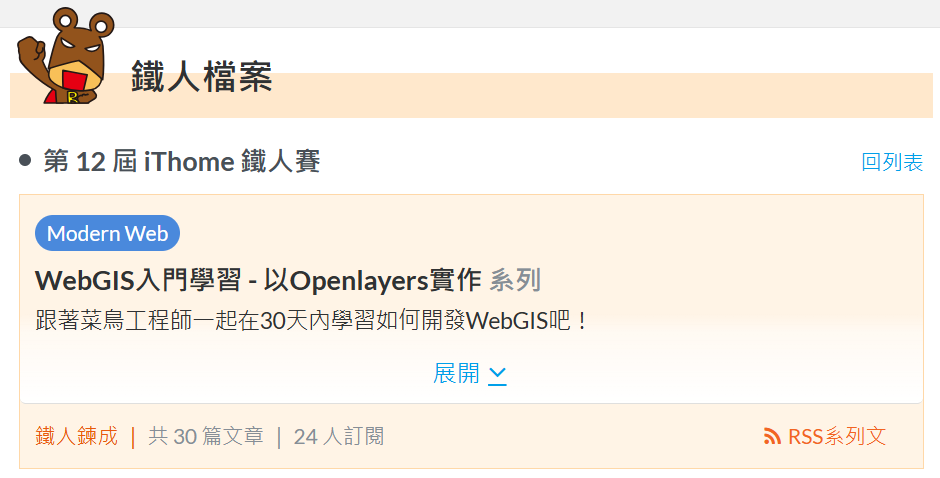 鐵人檔案
第 12 屆 iThome 鐵人賽
回列表
Modern Web
WebGIS入門學習 - 以Openlayers實作 系列
跟著菜鳥工程師一起在30天內學習如何開發WebGIS吧！
展開
鐵人鍊成 | 共 30 篇文章 | 24 人訂閱
RSS系列文